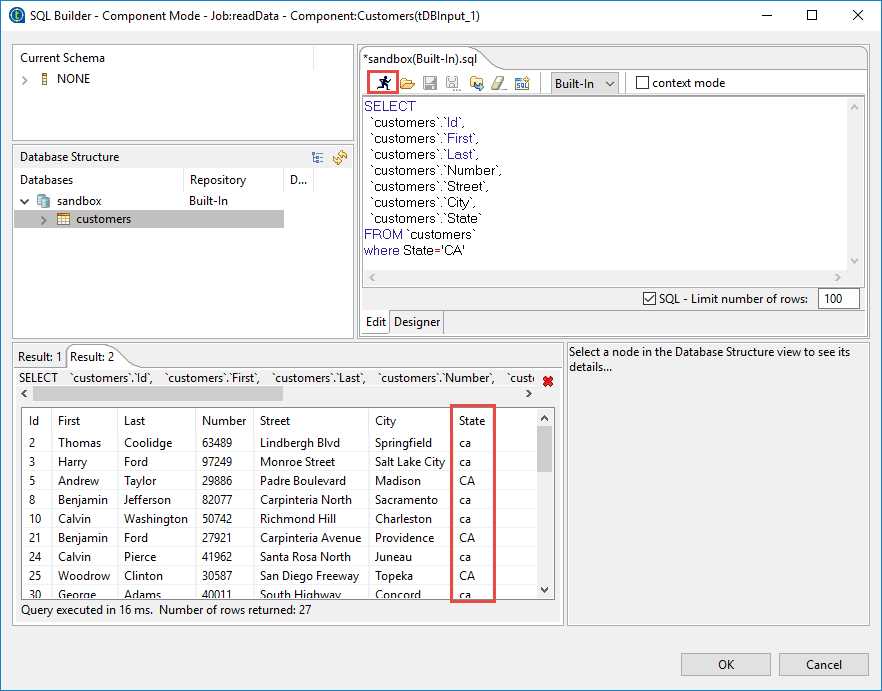 SQL Builder - Component Mode - Job:readData - Component:Customers(tDBInput_1)
Current Schema
NONE
Database Structure
Databases Repository D...
sandbox Built-In
customers
*sandbox(Built-In).sql
SQL Built-In context mode
SELECT
`customers`.`Id`,
`customers`.`First`,
`customers`.`Last`,
`customers`.`Number`,
`customers`.`Street`,
`customers`.`City`,
`customers`.`State`
FROM `customers`
where State='CA'
SQL - Limit number of rows: 100
Edit Designer
Result: 1 Result: 2
SELECT `customers`.`Id`, `customers`.`First`, `customers`.`Last`, `customers`.`Number`, `custo
Id First Last Number Street City State
2 Thomas Coolidge 63489 Lindbergh Blvd Springfield ca
3 Harry Ford 97249 Monroe Street Salt Lake City ca
5 Andrew Taylor 29886 Padre Boulevard Madison CA
8 Benjamin Jefferson 82077 Carpinteria North Sacramento ca
10 Calvin Washington 50742 Richmond Hill Charleston ca
21 Benjamin Ford 27921 Carpinteria Avenue Providence CA
24 Calvin Pierce 41962 Santa Rosa North Juneau ca
25 Woodrow Clinton 30587 San Diego Freeway Topeka CA
30 George Adams 40011 South Highway Concord ca
Query executed in 16 ms. Number of rows returned: 27
Select a node in the Database Structure view to see its
details...
OK Cancel